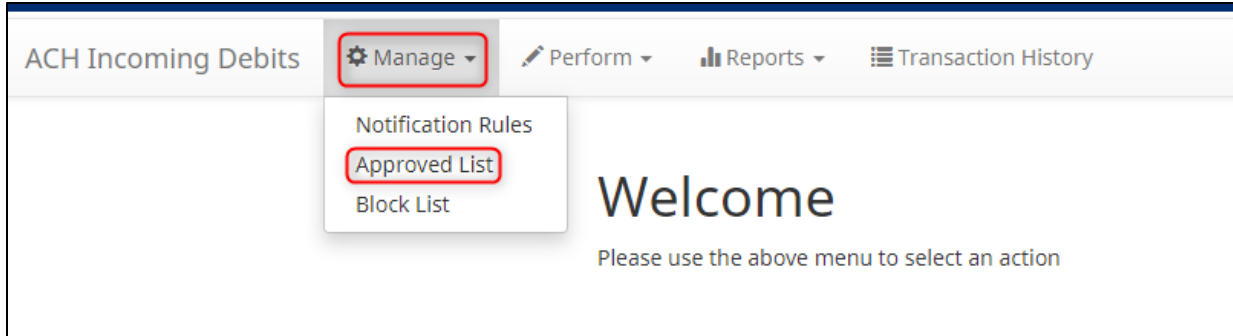 ACH Incoming Debits Manage Perform Reports Transaction History
Notification Rules
Approved List
Block List
Welcome
Please use the above menu to select an action